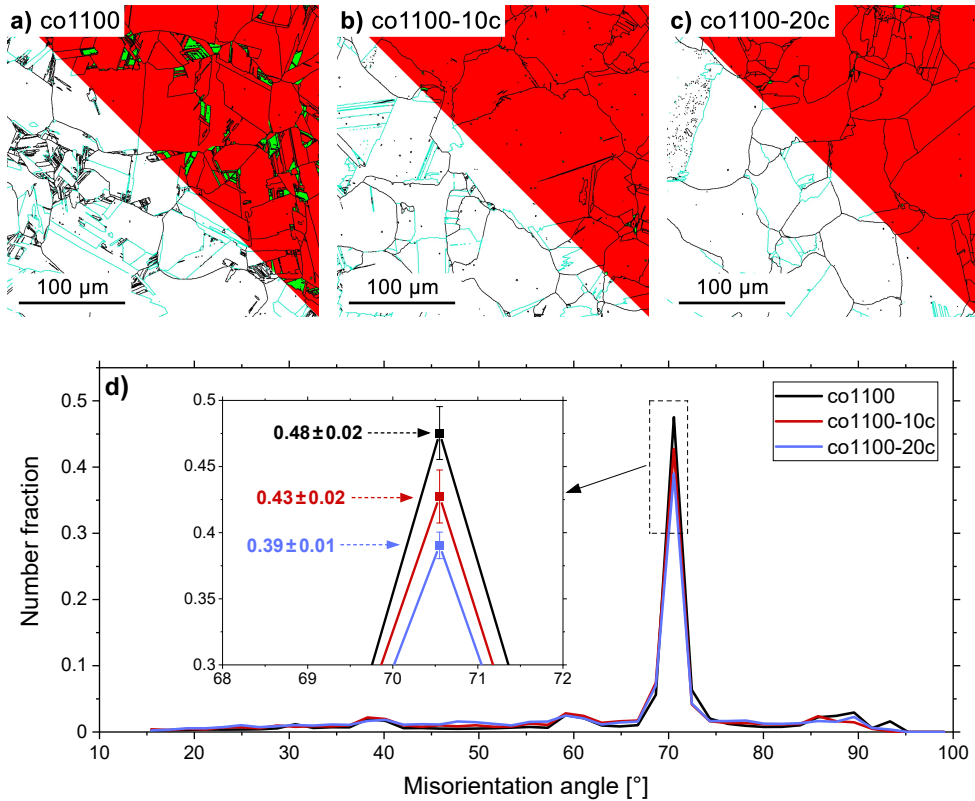 a) co1100
b) co1100-10c
c) co1100-20c
100 µm
100 µm
100 µm
d)
0.5
0.4
0.3
0.2
0.1
0
Number fraction
10
20
30
40
50
60
70
80
90
100
Misorientation angle [°]
co1100
co1100-10c
co1100-20c
0.5
0.45
0.4
0.35
0.3
68
69
70
71
72
0.48±0.02
0.43±0.02
0.39±0.01